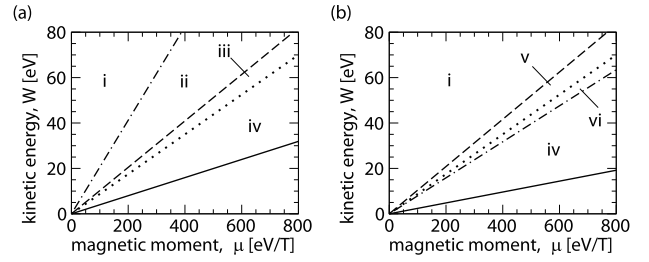 (a)
kinetic energy, W [eV]
80
60
40
20
0
i
ii
iii
iv
0 200 400 600 800
magnetic moment, μ [eV/T]
(b)
kinetic energy, W [eV]
80
60
40
20
0
i
v
vi
iv
0 200 400 600 800
magnetic moment, μ [eV/T]